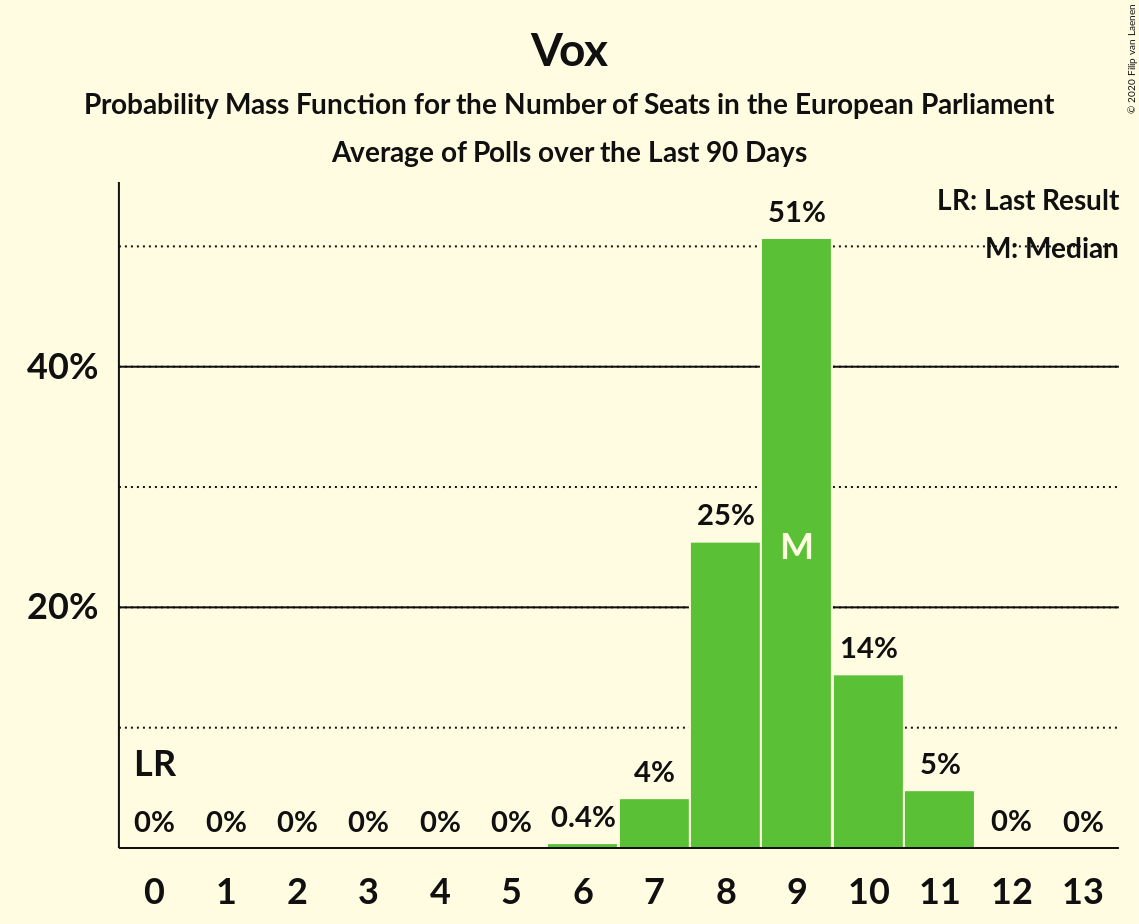 Vox
Probability Mass Function for the Number of Seats in the European Parliament
Average of Polls over the Last 90 Days
© 2020 Filip van Laenen
LR: Last Result
M: Median
51%
40%
25%
M
20%
14%
LR
5%
4%
0% 0% 0% 0% 0% 0% 0.4% 0% 0%
0 1 2 3 4 5 6 7 8 9 10 11 12 13